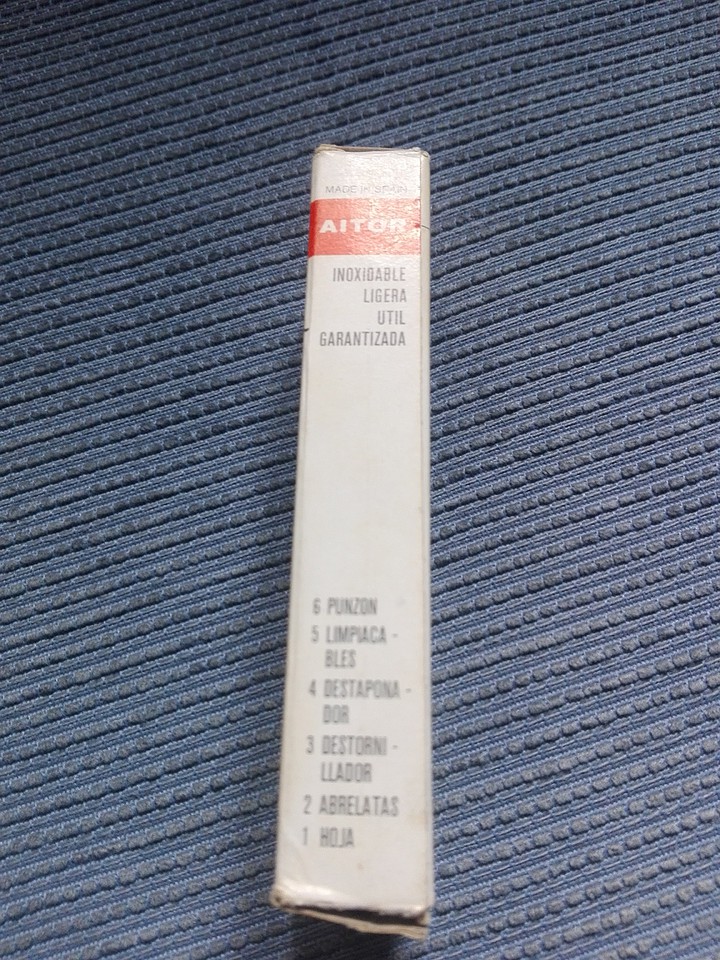 MADE IN SPAIN
AITOR
INOXIDABLE
LIGERA
UTIL
GARANTIZADA
6 PUNZON
5 LIMPIACA -
BLES
4 DESTAPONA -
DOR
3 DESTORNI -
LLADOR
2 ABRELATAS
1 HOJA